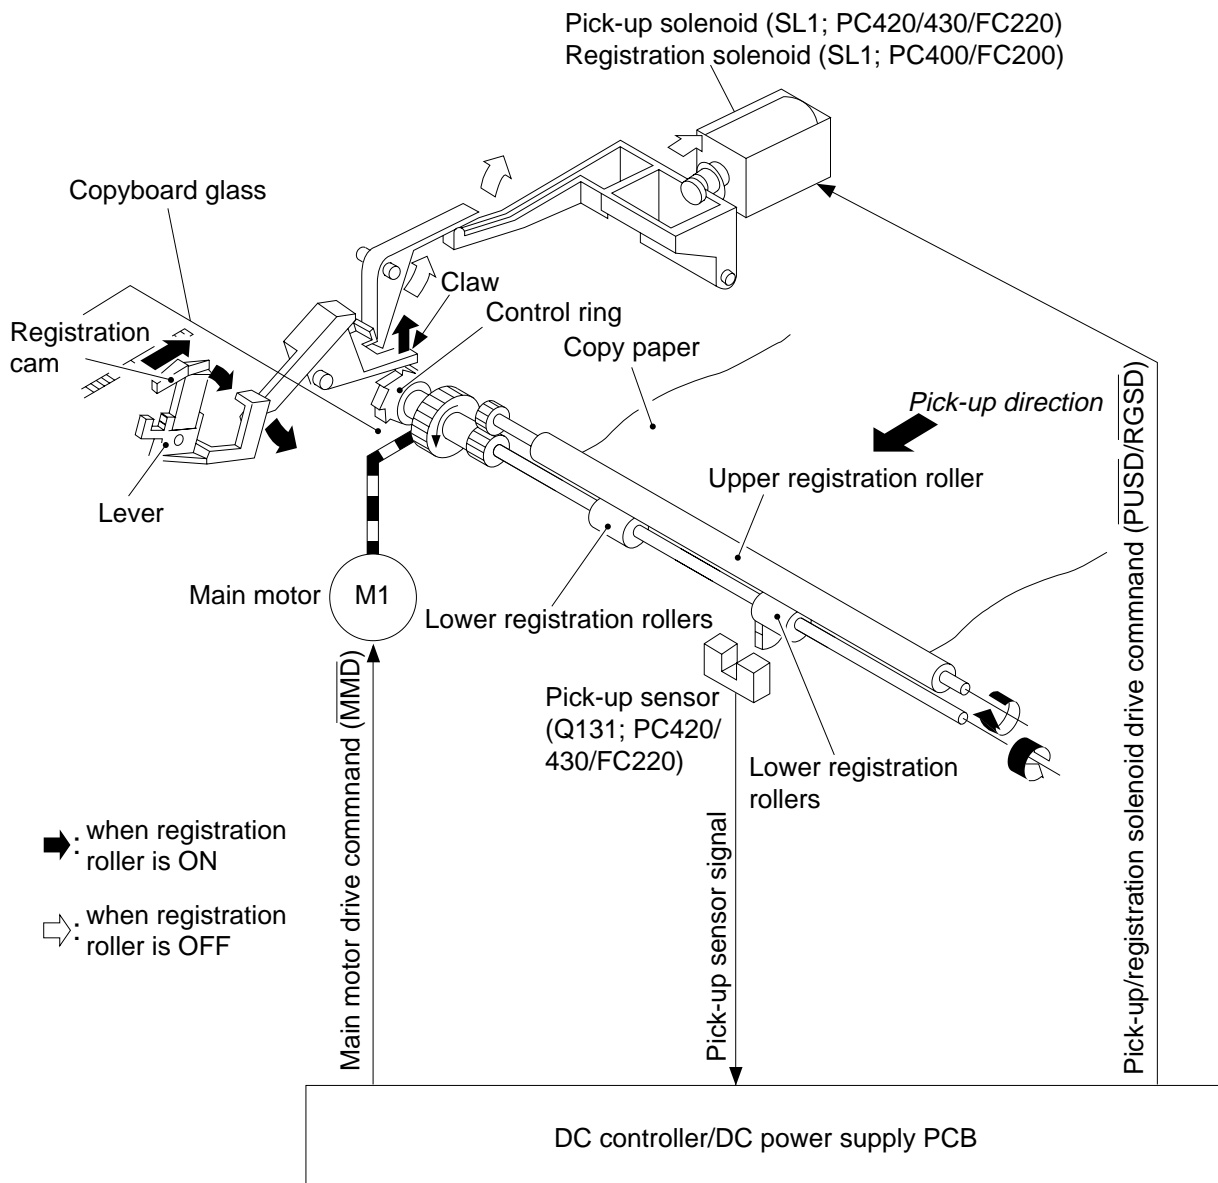 Pick-up solenoid (SL1; PC420/430/FC220)
Registration solenoid (SL1; PC400/FC200)
Copyboard glass
Claw
Registration
cam
Control ring
Copy paper
Pick-up direction
Upper registration roller
Lever
Main motor
M1
Lower registration rollers
Pick-up sensor
(Q131; PC420/
430/FC220)
Lower registration
rollers
: when registration
roller is ON
: when registration
roller is OFF
Main motor drive commnand (MMD)
Pick-up sensor signal
Pick-up/registration solenoid drive command (PUSD/RGSD)
DC controller/DC power supply PCB